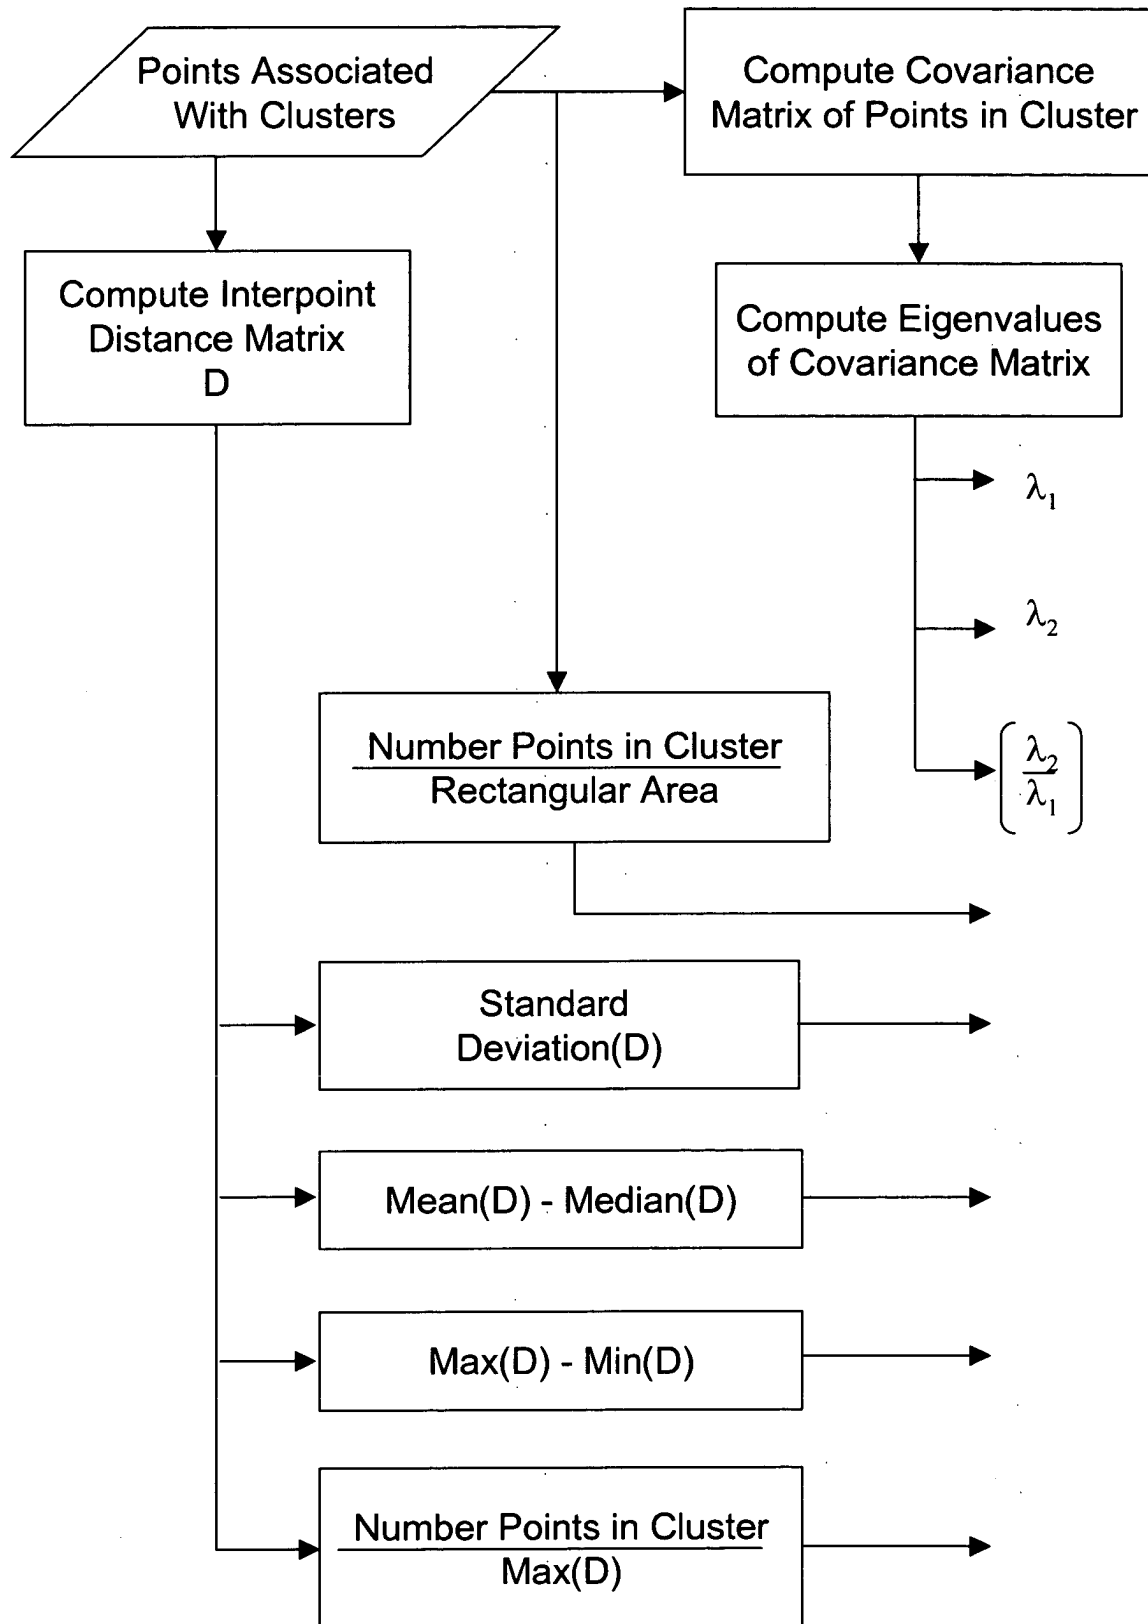 Points Associated
With Clusters
Compute Covariance
Matrix of Points in Cluster
Compute Interpoint
Distance Matrix
D
Compute Eigenvalues
of Covariance Matrix
λ₁
λ₂
Number Points in Cluster
Rectangular Area
λ₂
λ₁
Standard
Deviation(D)
Mean(D) - Median(D)
Max(D) - Min(D)
Number Points in Cluster
Max(D)